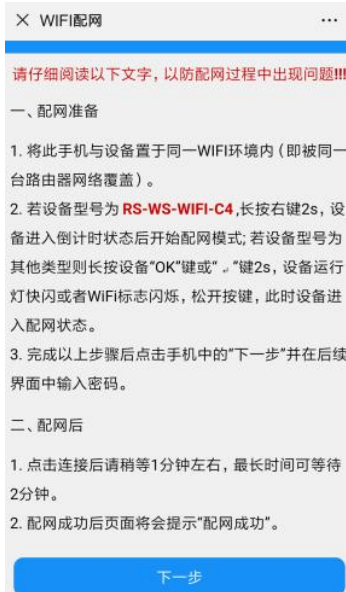 × WIFI配网 ...
请仔细阅读以下文字，以防配网过程中出现问题!!!
一、配网准备
1. 将此手机与设备置于同一WIFI环境内（即被同一
台路由器网络覆盖）。
2. 若设备型号为 RS-WS-WIFI-C4 ,长按右键2s，设
备进入倒计时状态后开始配网模式; 若设备型号为
其他类型则长按设备“OK”键或“ ⤶ ”键2s，设备运行
灯快闪或者WiFi标志闪烁，松开按键，此时设备进
入配网状态。
3. 完成以上步骤后点击手机中的“下一步”并在后续
界面中输入密码。
二、配网后
1. 点击连接后请稍等1分钟左右，最长时间可等待
2分钟。
2. 配网成功后页面将会提示“配网成功”。
下一步